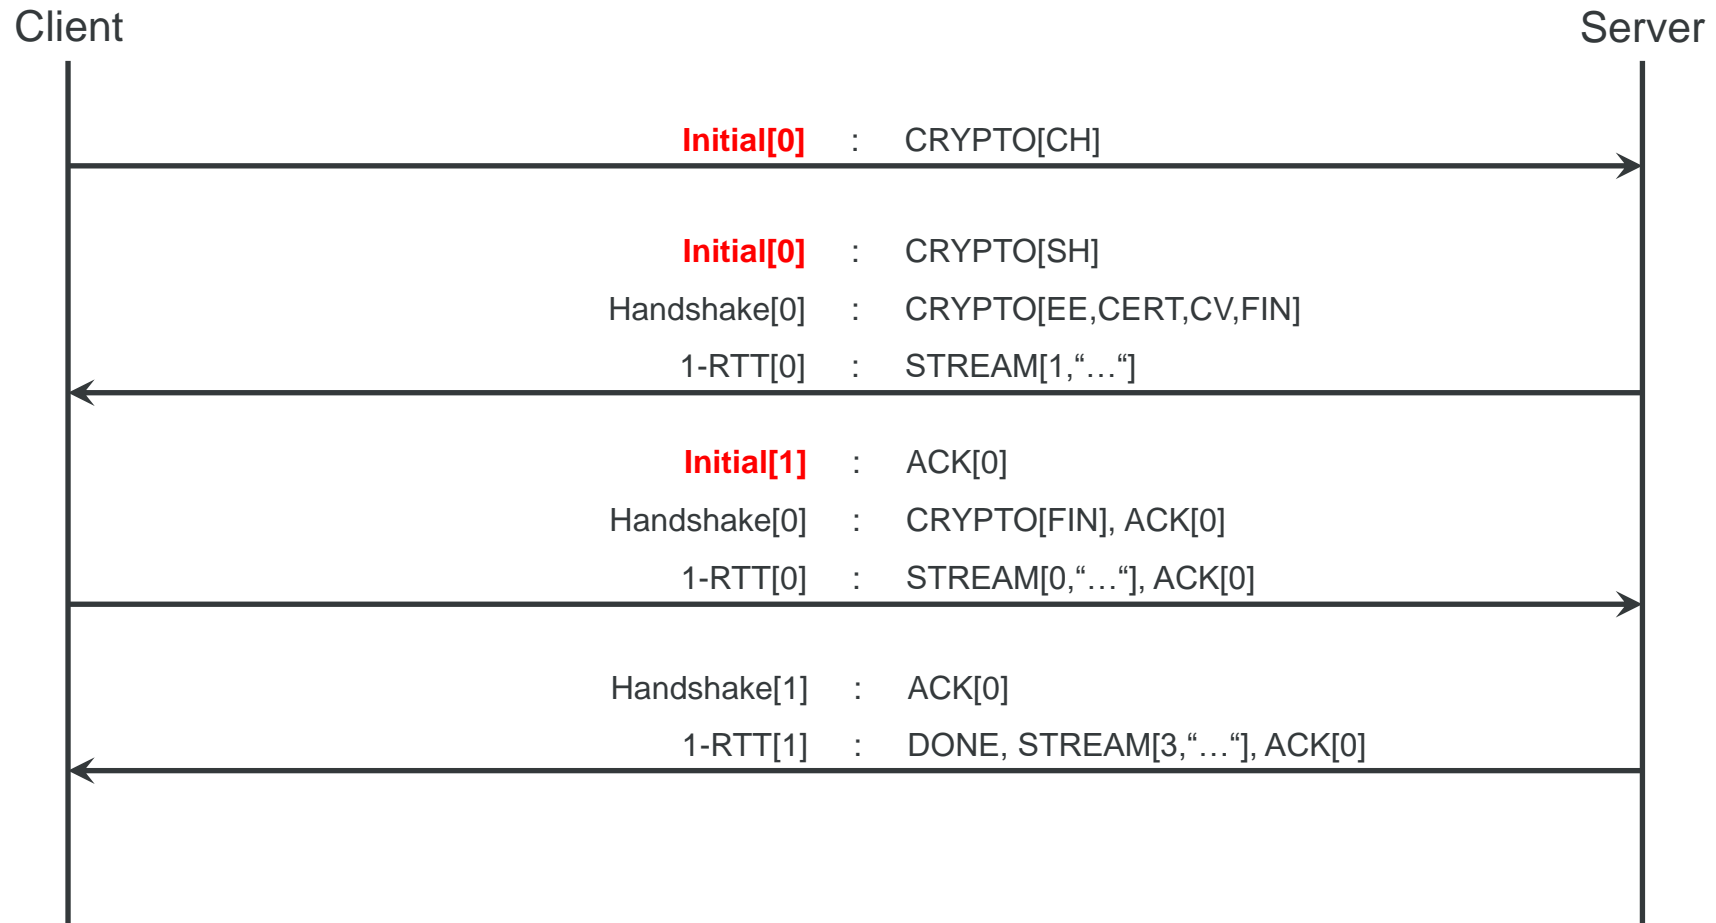 Client Server
Initial[0] : CRYPTO[CH]
Initial[0] : CRYPTO[SH]
Handshake[0] : CRYPTO[EE,CERT,CV,FIN]
1-RTT[0] : STREAM[1,“…“]
Initial[1] : ACK[0]
Handshake[0] : CRYPTO[FIN], ACK[0]
1-RTT[0] : STREAM[0,“…“], ACK[0]
Handshake[1] : ACK[0]
1-RTT[1] : DONE, STREAM[3,“…“], ACK[0]